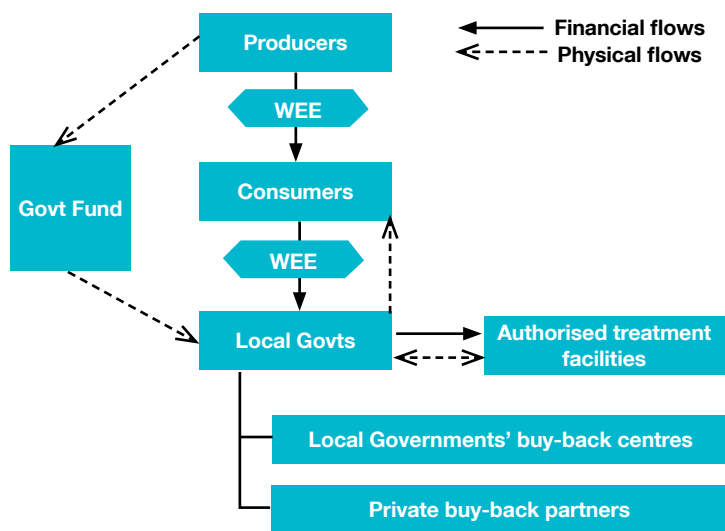 Producers
Financial flows
Physical flows
WEE
Govt Fund
Consumers
WEE
Local Govts
Authorised treatment
facilities
Local Governments' buy-back centres
Private buy-back partners